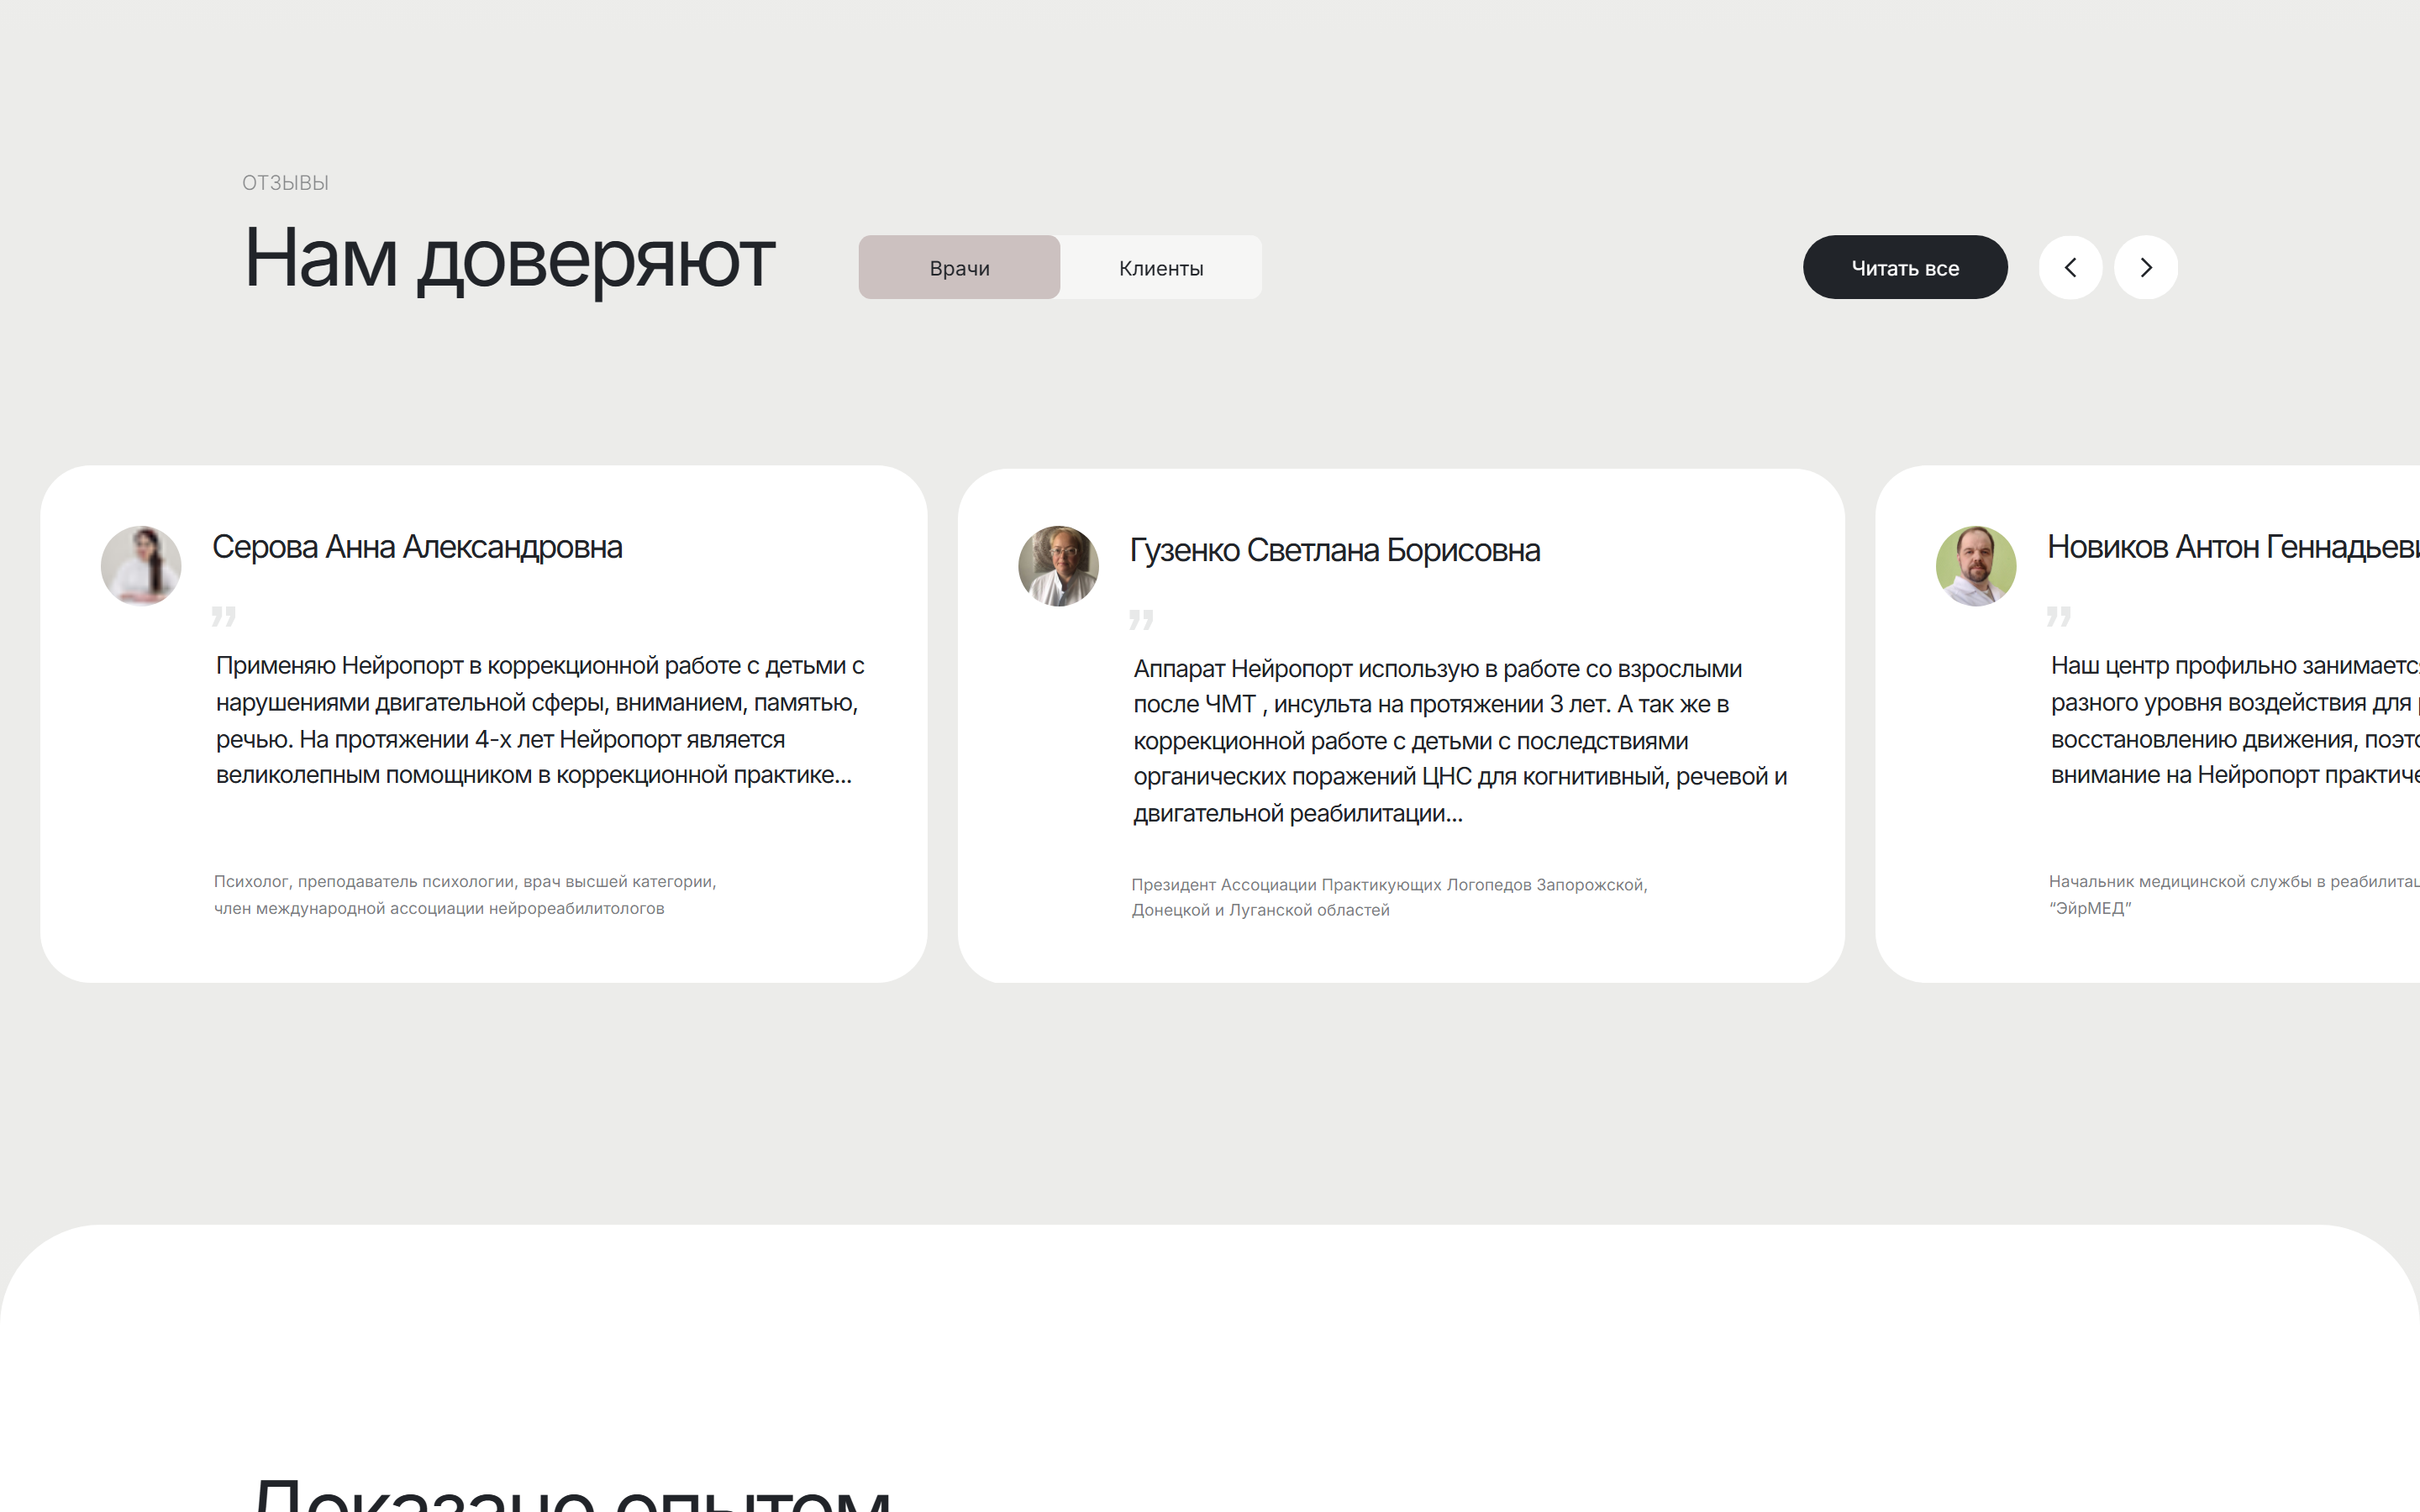 ОТЗЫВЫ
Нам доверяют
Врачи
Клиенты
Читать все
Серова Анна Александровна
”
Применяю Нейропорт в коррекционной работе с детьми с
нарушениями двигательной сферы, вниманием, памятью,
речью. На протяжении 4-х лет Нейропорт является
великолепным помощником в коррекционной практике...
Психолог, преподаватель психологии, врач высшей категории,
член международной ассоциации нейрореабилитологов
Гузенко Светлана Борисовна
”
Аппарат Нейропорт использую в работе со взрослыми
после ЧМТ , инсульта на протяжении 3 лет. А так же в
коррекционной работе с детьми с последствиями
органических поражений ЦНС для когнитивный, речевой и
двигательной реабилитации...
Президент Ассоциации Практикующих Логопедов Запорожской,
Донецкой и Луганской областей
Новиков Антон
”
Наш центр профильно
разного уровня воздействия для
восстановлению движения,
внимание на Нейропорт
Начальник медицинской службы в
“ЭйрМЕД”
Доказано опытом